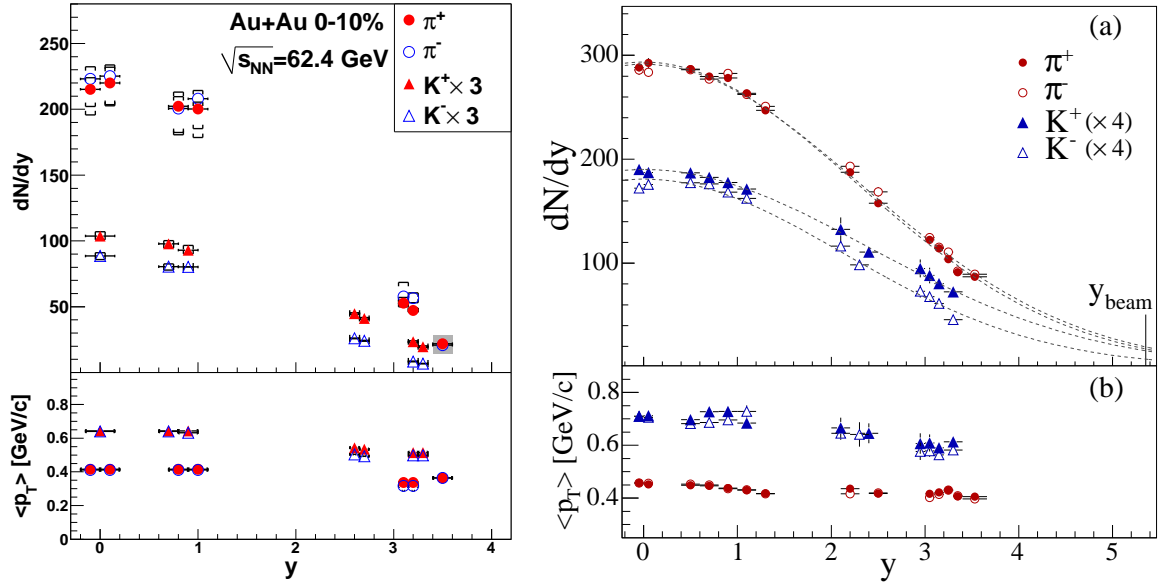 Au+Au 0-10%
√sNN=62.4 GeV
π+
π-
K+× 3
K-× 3
dN/dy
300
250
200
150
100
50
<pT> [GeV/c]
0.8
0.6
0.4
0.2
0
0 1 2 3 4
y
(a)
π+
π-
K+ (× 4)
K- (× 4)
dN/dy
300
200
100
ybeam
(b)
<pT> [GeV/c]
0.8
0.6
0.4
0 1 2 3 4 5
y